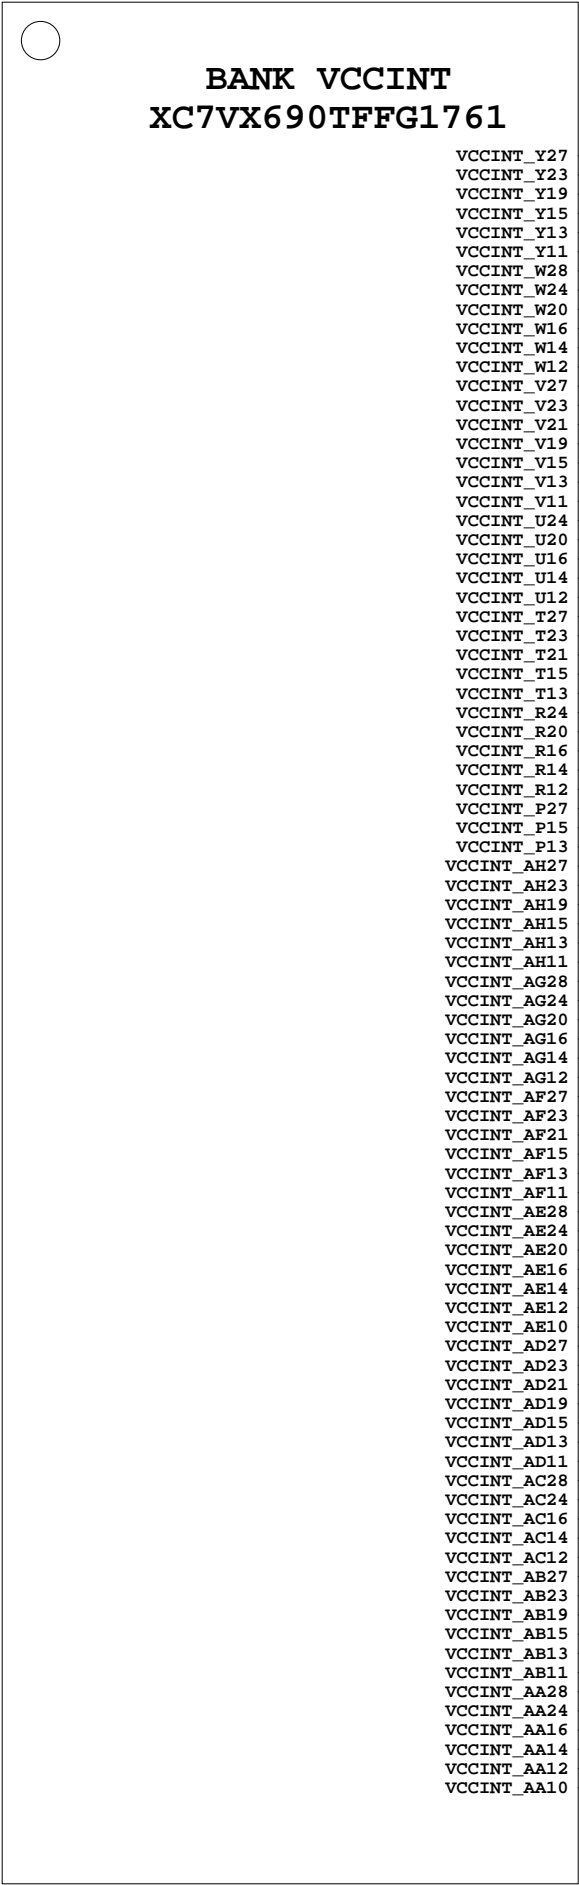 BANK VCCINT
XC7VX690TFFG1761
VCCINT_Y27
VCCINT_Y23
VCCINT_Y19
VCCINT_Y15
VCCINT_Y13
VCCINT_Y11
VCCINT_W28
VCCINT_W24
VCCINT_W20
VCCINT_W16
VCCINT_W14
VCCINT_W12
VCCINT_V27
VCCINT_V23
VCCINT_V21
VCCINT_V19
VCCINT_V15
VCCINT_V13
VCCINT_V11
VCCINT_U24
VCCINT_U20
VCCINT_U16
VCCINT_U14
VCCINT_U12
VCCINT_T27
VCCINT_T23
VCCINT_T21
VCCINT_T15
VCCINT_T13
VCCINT_R24
VCCINT_R20
VCCINT_R16
VCCINT_R14
VCCINT_R12
VCCINT_P27
VCCINT_P15
VCCINT_P13
VCCINT_AH27
VCCINT_AH23
VCCINT_AH19
VCCINT_AH15
VCCINT_AH13
VCCINT_AH11
VCCINT_AG28
VCCINT_AG24
VCCINT_AG20
VCCINT_AG16
VCCINT_AG14
VCCINT_AG12
VCCINT_AF27
VCCINT_AF23
VCCINT_AF21
VCCINT_AF15
VCCINT_AF13
VCCINT_AF11
VCCINT_AE28
VCCINT_AE24
VCCINT_AE20
VCCINT_AE16
VCCINT_AE14
VCCINT_AE12
VCCINT_AE10
VCCINT_AD27
VCCINT_AD23
VCCINT_AD21
VCCINT_AD19
VCCINT_AD15
VCCINT_AD13
VCCINT_AD11
VCCINT_AC28
VCCINT_AC24
VCCINT_AC16
VCCINT_AC14
VCCINT_AC12
VCCINT_AB27
VCCINT_AB23
VCCINT_AB19
VCCINT_AB15
VCCINT_AB13
VCCINT_AB11
VCCINT_AA28
VCCINT_AA24
VCCINT_AA16
VCCINT_AA14
VCCINT_AA12
VCCINT_AA10